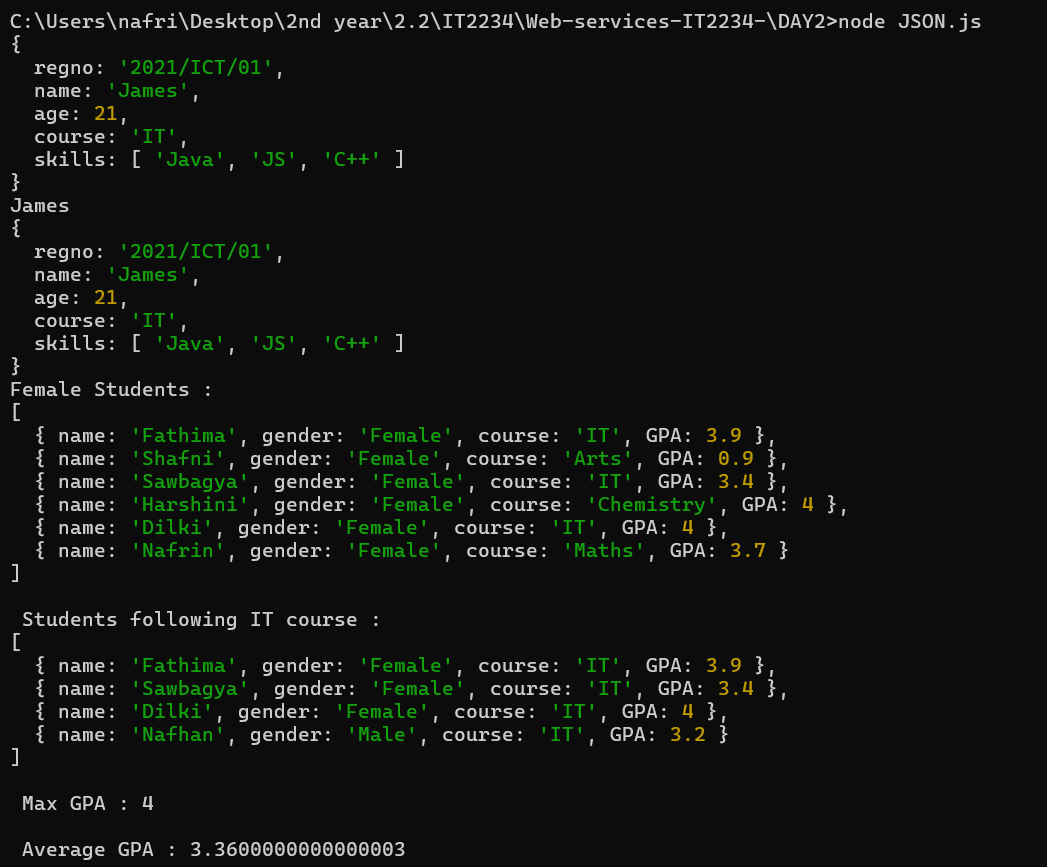 C:\Users\nafri\Desktop\2nd year\2.2\IT2234\Web-services-IT2234-\DAY2>node JSON.js
{
  regno: '2021/ICT/01',
  name: 'James',
  age: 21,
  course: 'IT',
  skills: [ 'Java', 'JS', 'C++' ]
}
James
{
  regno: '2021/ICT/01',
  name: 'James',
  age: 21,
  course: 'IT',
  skills: [ 'Java', 'JS', 'C++' ]
}
Female Students :
[
  { name: 'Fathima', gender: 'Female', course: 'IT', GPA: 3.9 },
  { name: 'Shafni', gender: 'Female', course: 'Arts', GPA: 0.9 },
  { name: 'Sawbagya', gender: 'Female', course: 'IT', GPA: 3.4 },
  { name: 'Harshini', gender: 'Female', course: 'Chemistry', GPA: 4 },
  { name: 'Dilki', gender: 'Female', course: 'IT', GPA: 4 },
  { name: 'Nafrin', gender: 'Female', course: 'Maths', GPA: 3.7 }
]

 Students following IT course :
[
  { name: 'Fathima', gender: 'Female', course: 'IT', GPA: 3.9 },
  { name: 'Sawbagya', gender: 'Female', course: 'IT', GPA: 3.4 },
  { name: 'Dilki', gender: 'Female', course: 'IT', GPA: 4 },
  { name: 'Nafhan', gender: 'Male', course: 'IT', GPA: 3.2 }
]

 Max GPA : 4

 Average GPA : 3.3600000000000003